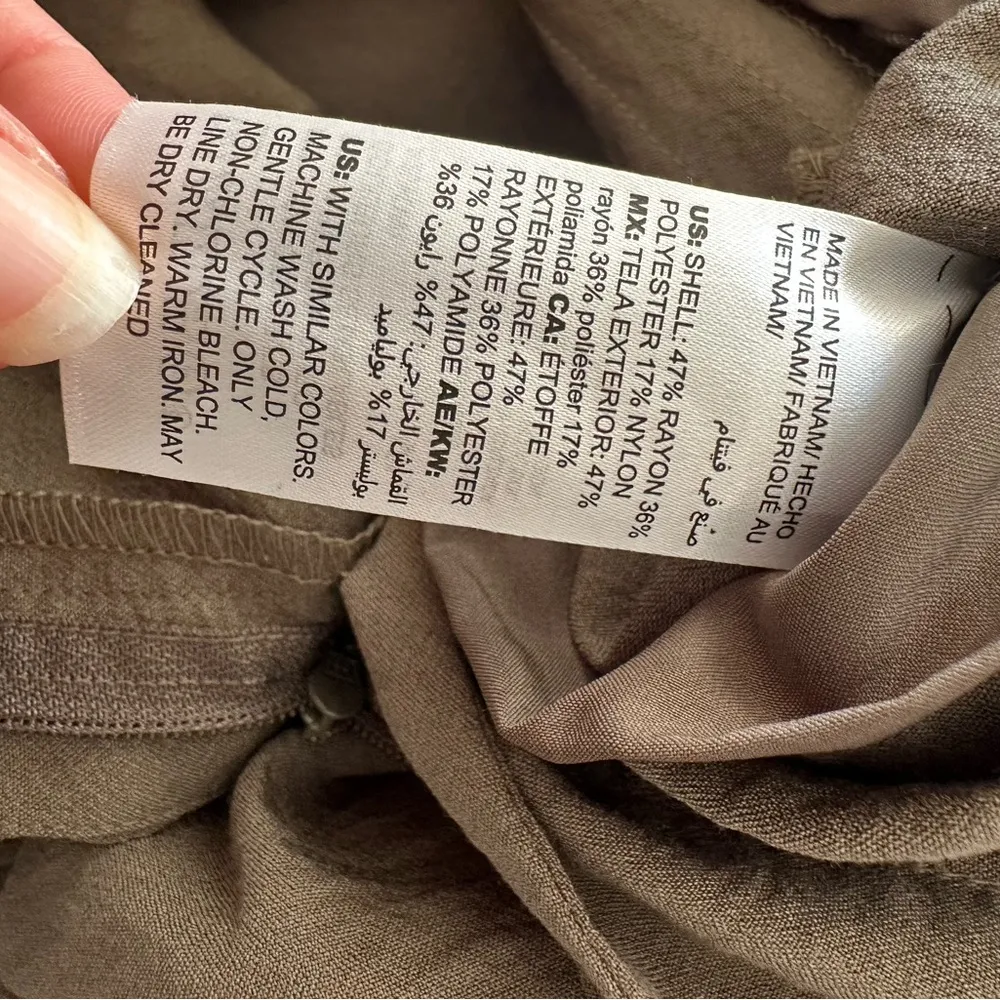 MADE IN VIETNAM/ HECHO
EN VIETNAM/ FABRIQUÉ AU
VIETNAM/
صنع في فيتنام
US: SHELL: 47% RAYON 36%
POLYESTER 17% NYLON
MX: TELA EXTERIOR: 47%
rayón 36% poliéster 17%
poliamida CA: ÉTOFFE
EXTÉRIEURE: 47%
RAYONNE 36% POLYESTER
17% POLYAMIDE AE/KW:
القماش الخارجي: 47% رايون 36%
بوليستر 17% بولياميد
US: WITH SIMILAR COLORS.
MACHINE WASH COLD,
GENTLE CYCLE. ONLY
NON-CHLORINE BLEACH.
LINE DRY. WARM IRON. MAY
BE DRY CLEANED